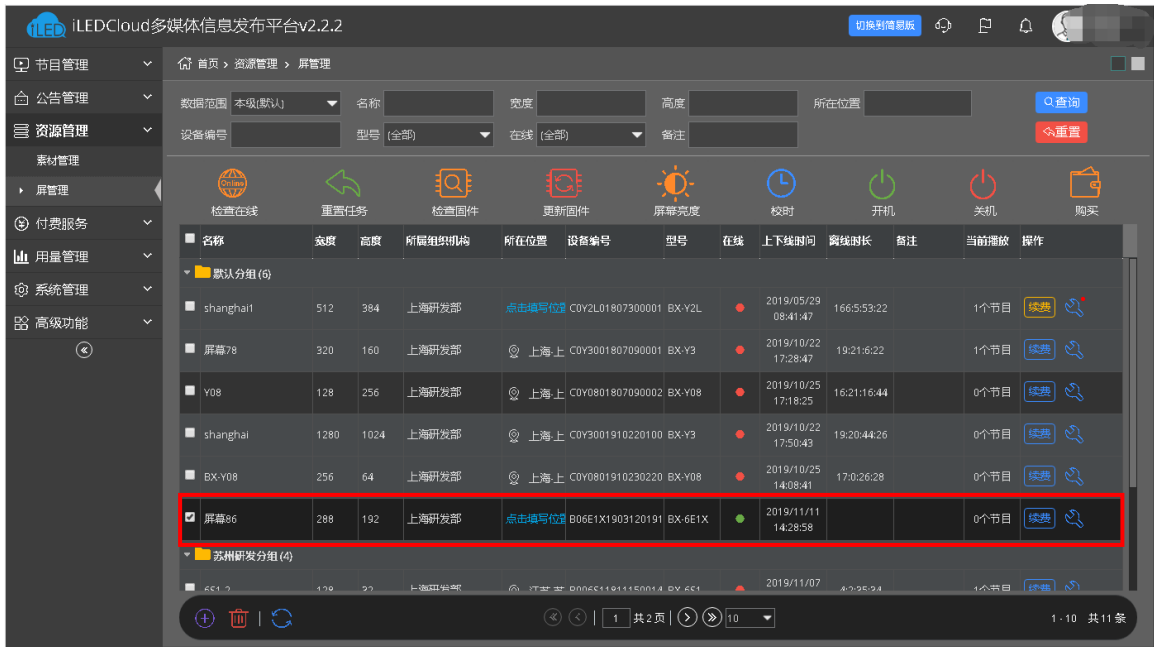 iLED iLEDCloud多媒体信息发布平台v2.2.2 切换到简易版
节目管理
公告管理
资源管理
素材管理
屏管理
付费服务
用量管理
系统管理
高级功能
首页 > 资源管理 > 屏管理
数据范围 本级(默认) 名称 宽度 高度 所在位置 查询
设备编号 型号 (全部) 在线 (全部) 备注 重置
Online
检查在线 重置任务 检查固件 更新固件 屏幕亮度 校时 开机 关机 购买
名称 宽度 高度 所属组织机构 所在位置 设备编号 型号 在线 上下线时间 离线时长 备注 当前播放 操作
默认分组 (6)
shanghai1 512 384 上海研发部 点击填写位置 C0Y2L01807300001 BX-Y2L 2019/05/29 08:41:47 166:5:53:22 1个节目 续费
屏幕78 320 160 上海研发部 上海-上 C0Y3001807090001 BX-Y3 2019/10/22 17:28:47 19:21:6:22 1个节目 续费
Y08 128 256 上海研发部 上海-上 C0Y0801807090002 BX-Y08 2019/10/25 17:18:25 16:21:16:44 0个节目 续费
shanghai 1280 1024 上海研发部 上海-上 C0Y3001910220100 BX-Y3 2019/10/22 17:50:43 19:20:44:26 0个节目 续费
BX-Y08 256 64 上海研发部 上海-上 C0Y0801910230220 BX-Y08 2019/10/25 14:08:41 17:0:26:28 0个节目 续费
屏幕86 288 192 上海研发部 点击填写位置 B06E1X1903120191 BX-6E1X 2019/11/11 14:28:58 0个节目 续费
苏州研发分组 (4)
2019/11/07
1 共2页 10 1 - 10 共11条